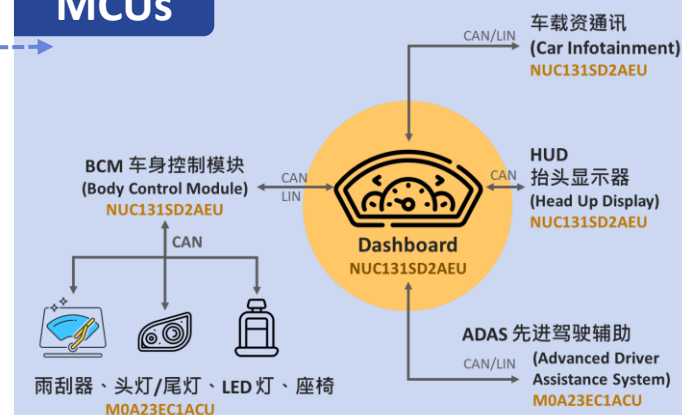 MCUs
CAN/LIN
车载资通讯
(Car Infotainment)
NUC131SD2AEU
BCM 车身控制模块
(Body Control Module)
NUC131SD2AEU
CAN
LIN
CAN
HUD
抬头显示器
(Head Up Display)
NUC131SD2AEU
Dashboard
NUC131SD2AEU
CAN
雨刮器、头灯/尾灯、LED 灯、座椅
M0A23EC1ACU
CAN/LIN
ADAS 先进驾驶辅助
(Advanced Driver
Assistance System)
M0A23EC1ACU